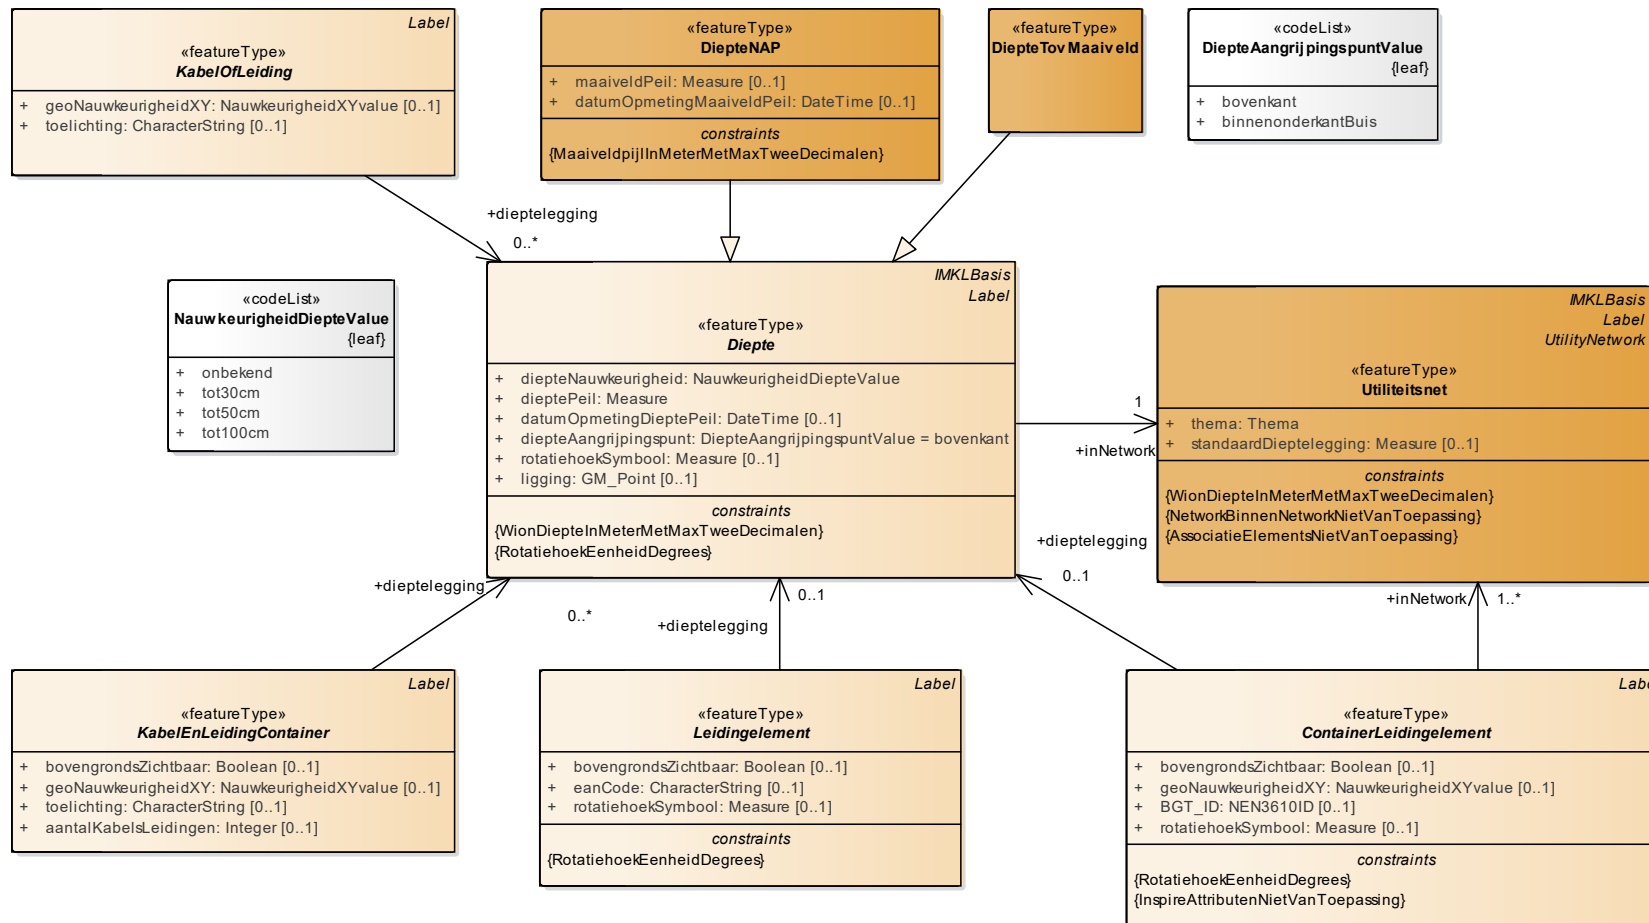 Label
«featureType»
KabelOfLeiding
+ geoNauwkeurigheidXY: NauwkeurigheidXYvalue [0..1]
+ toelichting: CharacterString [0..1]
«featureType»
DiepteNAP
+ maaiveldPeil: Measure [0..1]
+ datumOpmetingMaaiveldPeil: DateTime [0..1]
constraints
{MaaiveldpijlInMeterMetMaxTweeDecimalen}
«featureType»
DiepteTovMaaiveld
«codeList»
DiepteAangrijpingspuntValue
{leaf}
+ bovenkant
+ binnenonderkantBuis
+dieptelegging
0..*
«codeList»
NauwkeurigheidDiepteValue
{leaf}
+ onbekend
+ tot30cm
+ tot50cm
+ tot100cm
IMKLBasis
Label
«featureType»
Diepte
+ diepteNauwkeurigheid: NauwkeurigheidDiepteValue
+ dieptePeil: Measure
+ datumOpmetingDieptePeil: DateTime [0..1]
+ diepteAangrijpingspunt: DiepteAangrijpingspuntValue = bovenkant
+ rotatiehoekSymbool: Measure [0..1]
+ ligging: GM_Point [0..1]
constraints
{WionDiepteInMeterMetMaxTweeDecimalen}
{RotatiehoekEenheidDegrees}
1
+inNetwork
IMKLBasis
Label
UtilityNetwork
«featureType»
Utiliteitsnet
+ thema: Thema
+ standaardDieptelegging: Measure [0..1]
constraints
{WionDiepteInMeterMetMaxTweeDecimalen}
{NetworkBinnenNetworkNietVanToepassing}
{AssociatieElementsNietVanToepassing}
+dieptelegging
0..*
+dieptelegging
0..1
+dieptelegging
0..1
+inNetwork
1..*
Label
«featureType»
KabelEnLeidingContainer
+ bovengrondsZichtbaar: Boolean [0..1]
+ geoNauwkeurigheidXY: NauwkeurigheidXYvalue [0..1]
+ toelichting: CharacterString [0..1]
+ aantalKabelsLeidingen: Integer [0..1]
Label
«featureType»
Leidingelement
+ bovengrondsZichtbaar: Boolean [0..1]
+ eanCode: CharacterString [0..1]
+ rotatiehoekSymbool: Measure [0..1]
constraints
{RotatiehoekEenheidDegrees}
Labe
«featureType»
ContainerLeidingelement
+ bovengrondsZichtbaar: Boolean [0..1]
+ geoNauwkeurigheidXY: NauwkeurigheidXYvalue [0..1]
+ BGT_ID: NEN3610ID [0..1]
+ rotatiehoekSymbool: Measure [0..1]
constraints
{RotatiehoekEenheidDegrees}
{InspireAttributenNietVanToepassing}